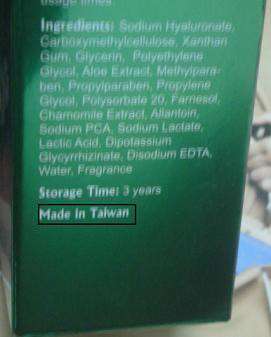 usage times.
Ingredients: Sodium Hyaluronate,
Carboxymethylcellulose, Xanthan
Gum, Glycerin, Polyethylene
Glycol, Aloe Extract, Methylpara-
ben, Propylparaben, Propylene
Glycol, Polysorbate 20, Farnesol,
Chamomile Extract, Allantoin,
Sodium PCA, Sodium Lactate,
Lactic Acid, Dipotassium
Glycyrrhizinate, Disodium EDTA,
Water, Fragrance
Storage Time: 3 years
Made In Taiwan